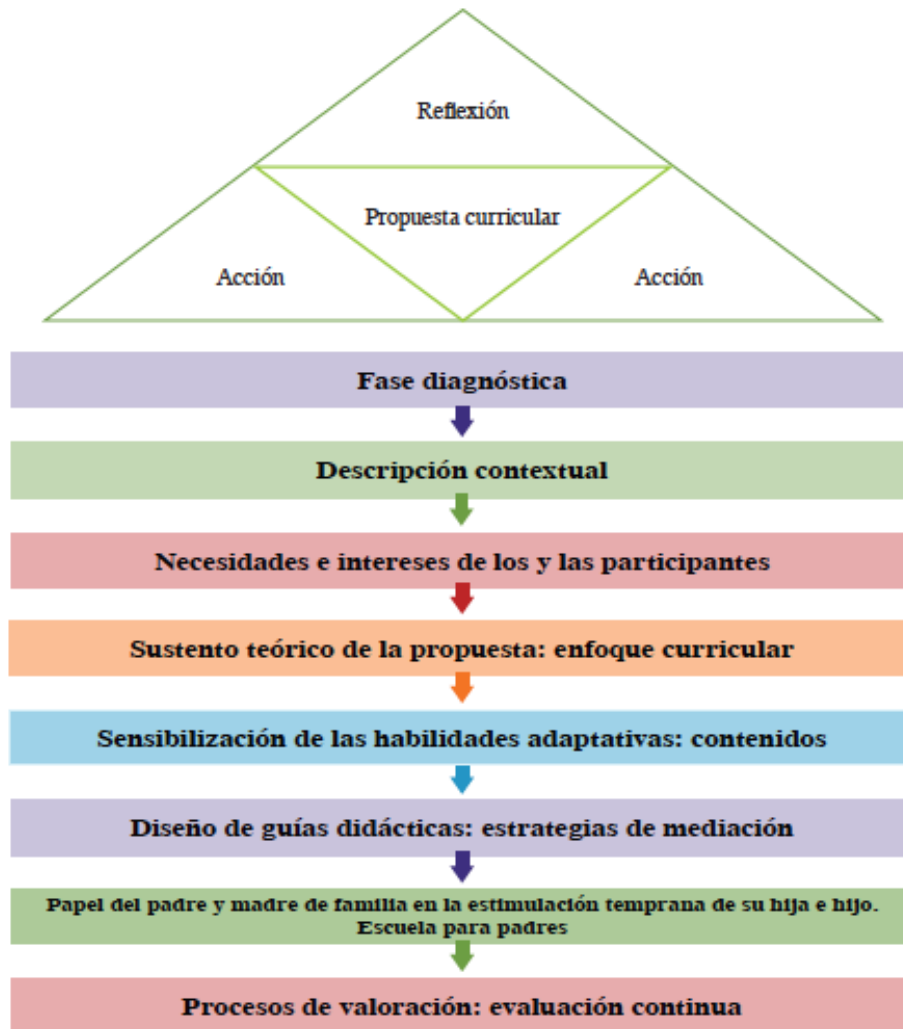 Reflexión
Propuesta curricular
Acción
Acción
Fase diagnóstica
Descripción contextual
Necesidades e intereses de los y las participantes
Sustento teórico de la propuesta: enfoque curricular
Sensibilización de las habilidades adaptativas: contenidos
Diseño de guías didácticas: estrategias de mediación
Papel del padre y madre de familia en la estimulación temprana de su hija e hijo.
Escuela para padres
Procesos de valoración: evaluación continua